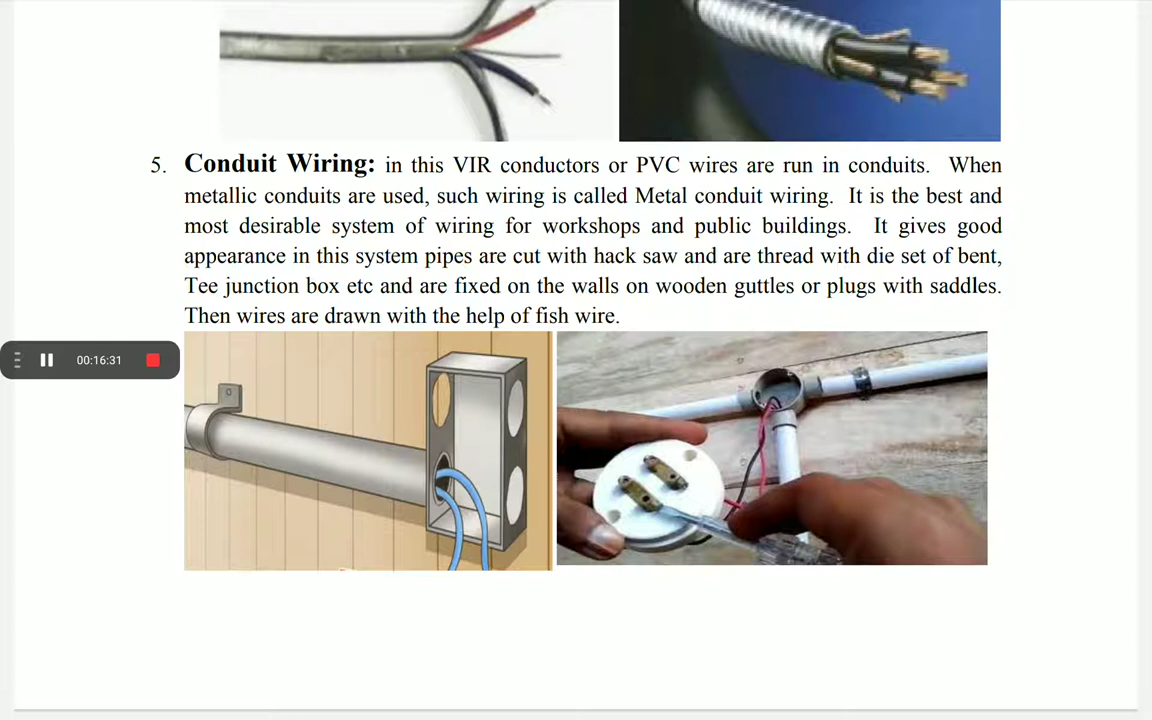 5. Conduit Wiring: in this VIR conductors or PVC wires are run in conduits. When
metallic conduits are used, such wiring is called Metal conduit wiring. It is the best and
most desirable system of wiring for workshops and public buildings. It gives good
appearance in this system pipes are cut with hack saw and are thread with die set of bent,
Tee junction box etc and are fixed on the walls on wooden guttles or plugs with saddles.
Then wires are drawn with the help of fish wire.
00:16:31